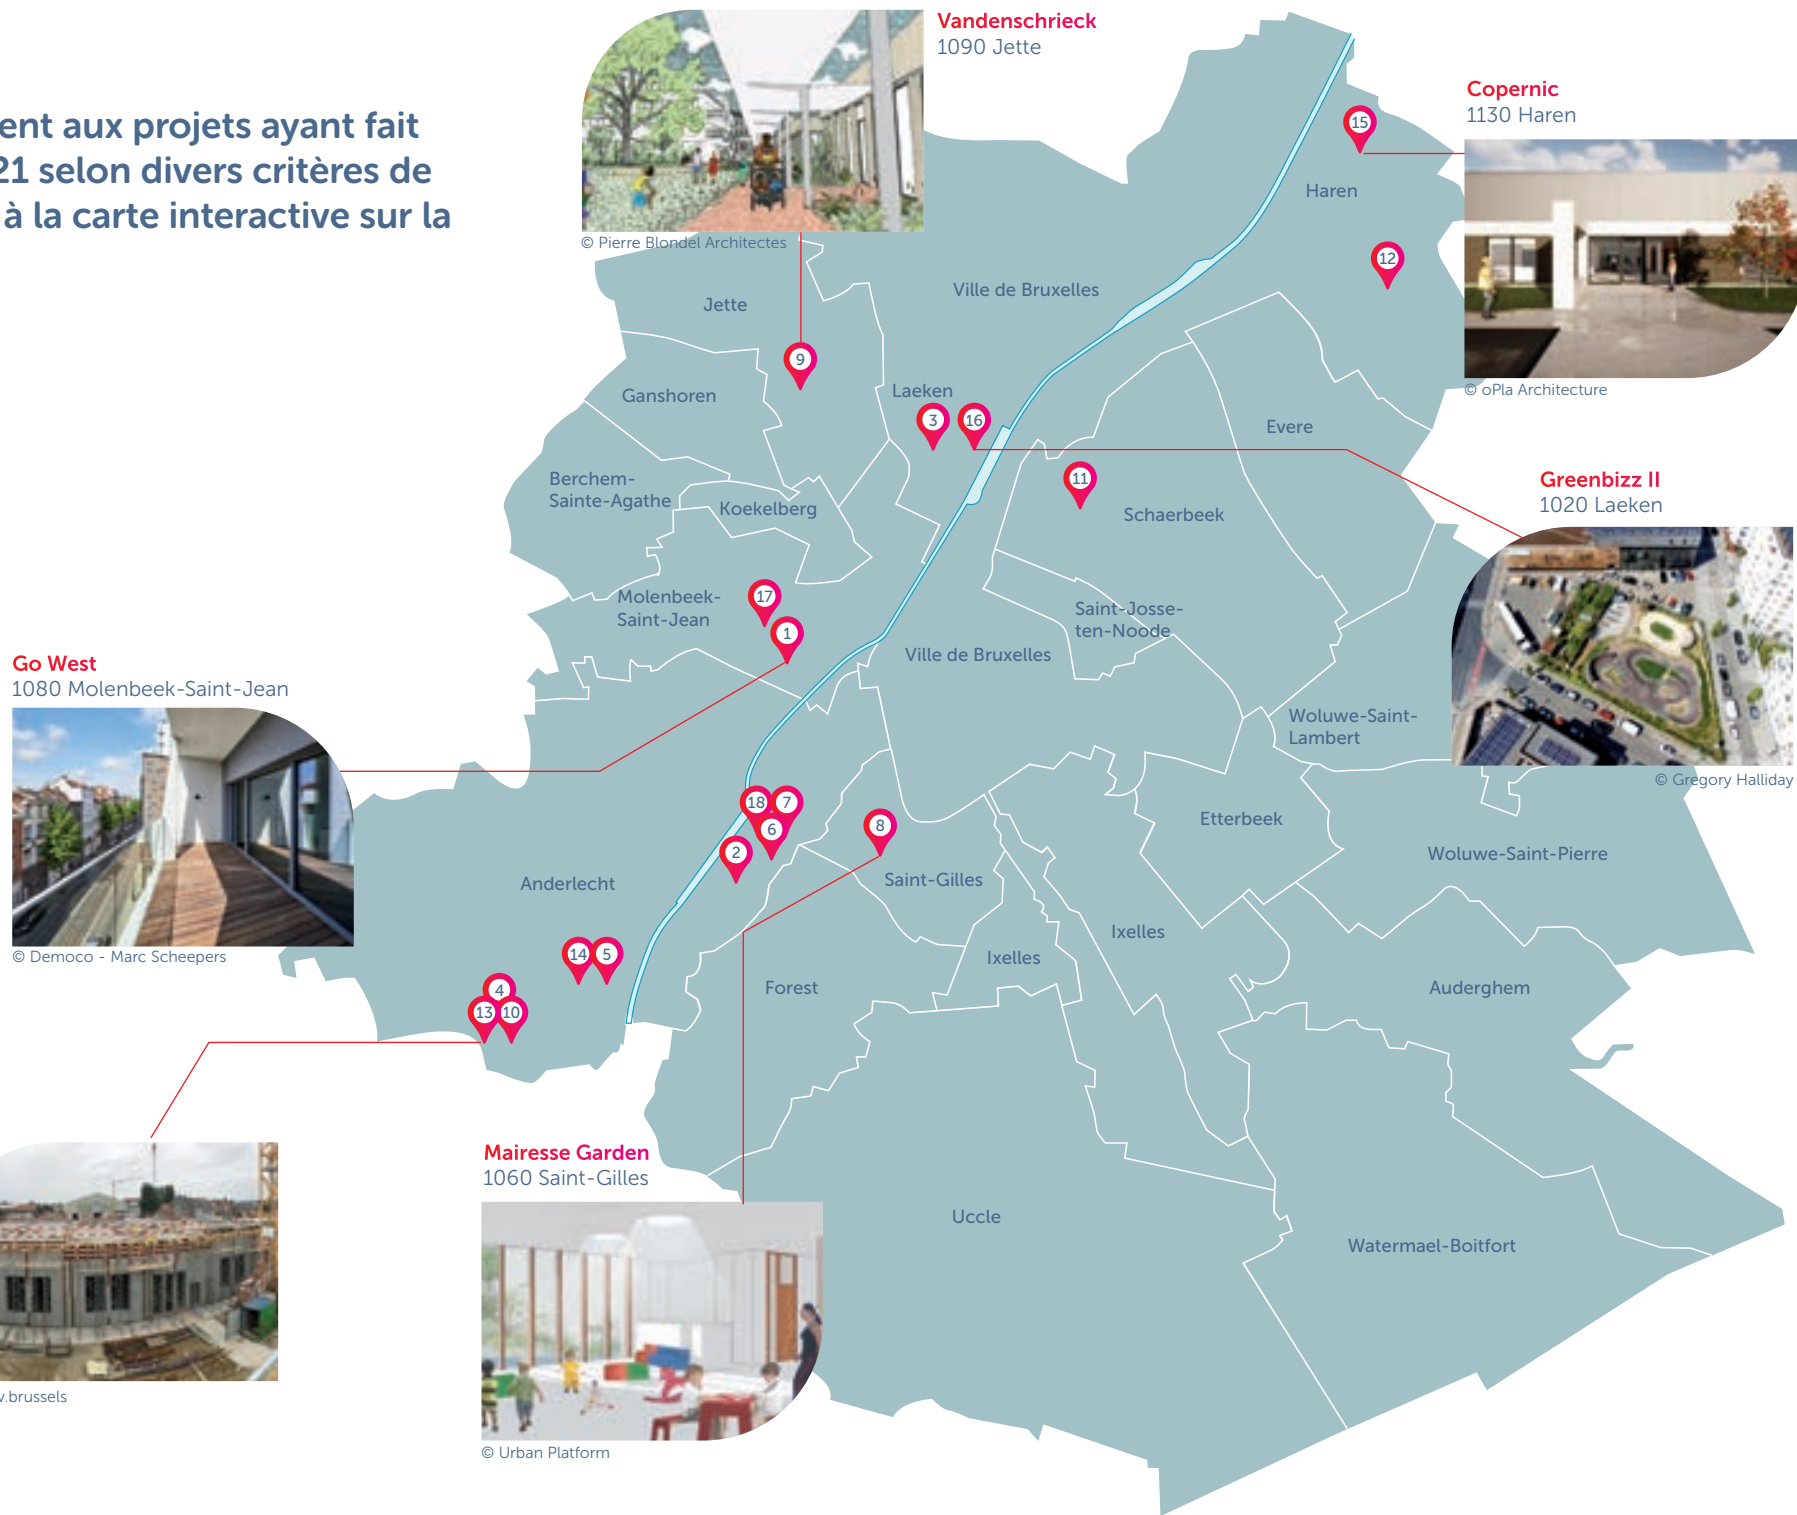 ent aux projets ayant fait
21 selon divers critères de
à la carte interactive sur la
Vandenschrieck
1090 Jette
© Pierre Blondel Architectes
Copernic
1130 Haren
© oPla Architecture
15
Haren
12
Ville de Bruxelles
Jette
9
Ganshoren
Laeken
3
16
Evere
11
Schaerbeek
Berchem-
Sainte-Agathe
Koekelberg
Greenbizz II
1020 Laeken
© Gregory Halliday
17
Molenbeek-
Saint-Jean
1
Saint-Josse-
ten-Noode
Ville de Bruxelles
Go West
1080 Molenbeek-Saint-Jean
© Democo - Marc Scheepers
Woluwe-Saint-
Lambert
18
7
6
2
8
Etterbeek
Woluwe-Saint-Pierre
Anderlecht
Saint-Gilles
Ixelles
Ixelles
14
5
4
13
10
Forest
Auderghem
Mairesse Garden
1060 Saint-Gilles
© Urban Platform
Uccle
Watermael-Boitfort
v.brussels